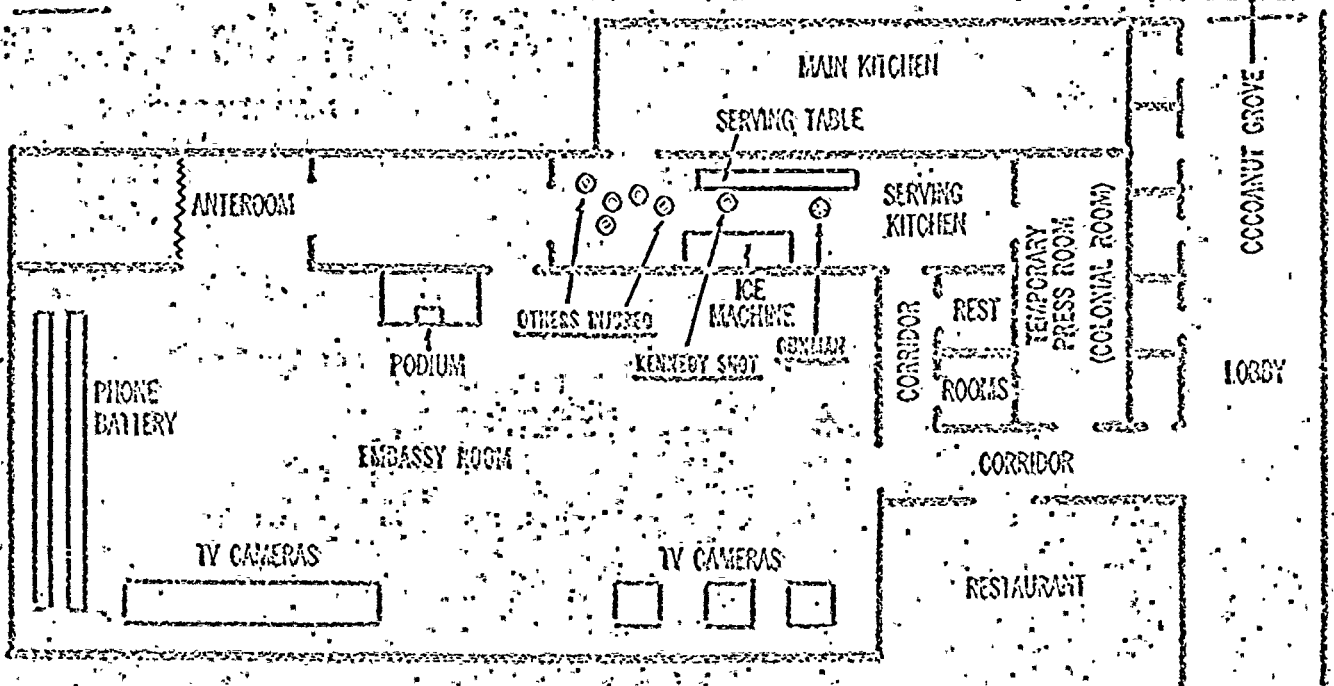 MAIN KITCHEN
SERVING TABLE
COCOANUT GROVE
ANTEROOM
SERVING
KITCHEN
TEMPORARY
PRESS ROOM
(COLONIAL ROOM)
ICE
MACHINE
OTHERS INJURED
KENNEDY SHOT
GUNMAN
PODIUM
CORRIDOR
REST
ROOMS
LOBBY
PHONE
BATTERY
EMBASSY ROOM
CORRIDOR
TV CAMERAS
TV CAMERAS
RESTAURANT